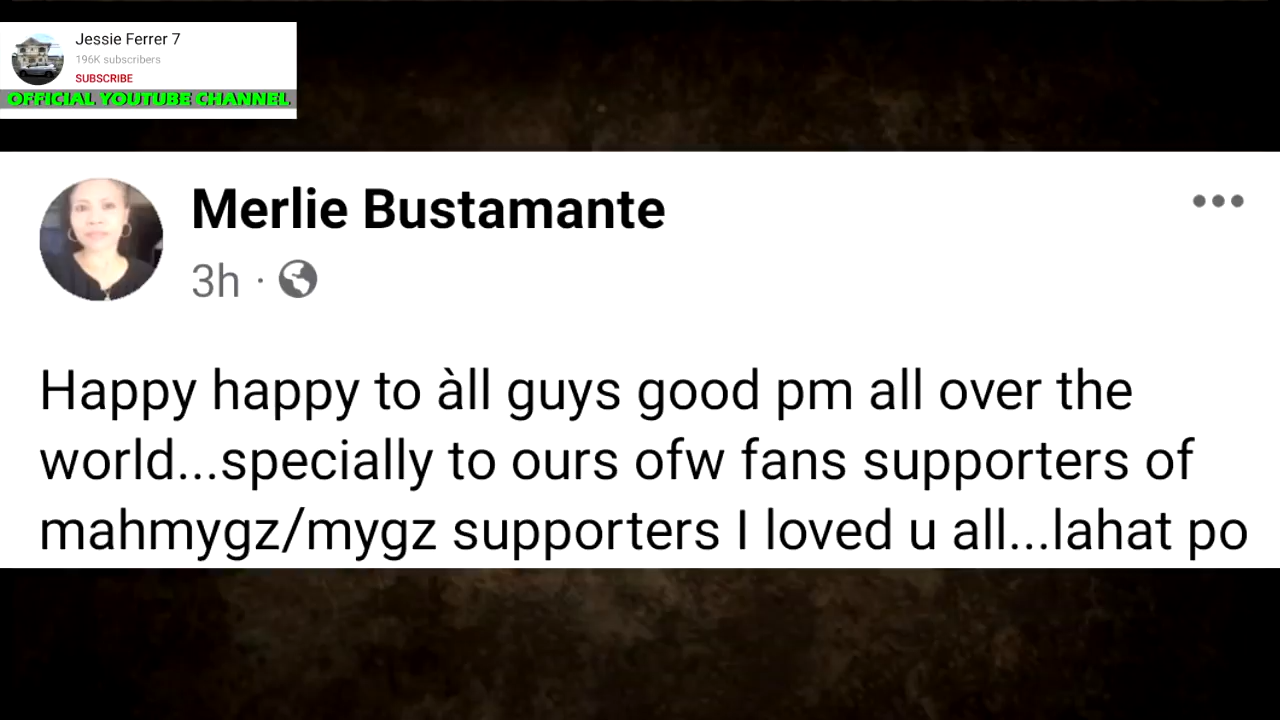 Jessie Ferrer 7
196K subscribers
SUBSCRIBE
OFFICIAL YOUTUBE CHANNEL
Merlie Bustamante
3h ·
Happy happy to àll guys good pm all over the
world...specially to ours ofw fans supporters of
mahmygz/mygz supporters I loved u all...lahat po